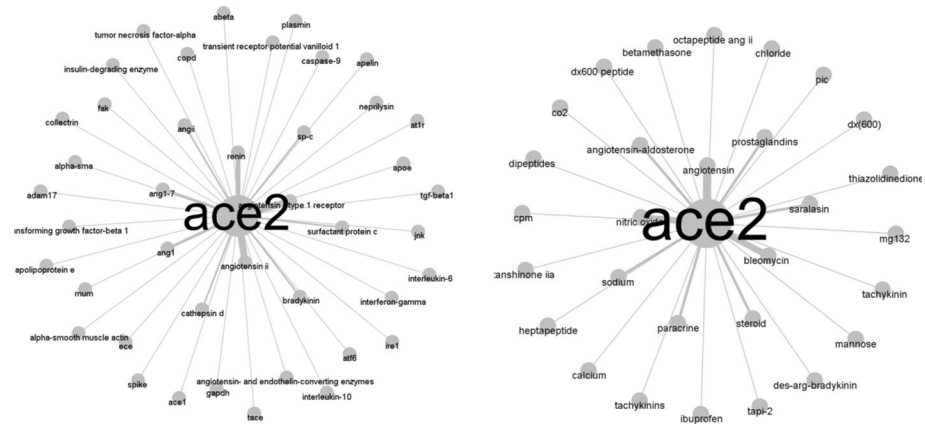 abeta
plasmin
tumor necrosis factor-alpha
transient receptor potential vanilloid 1
copd
caspase-9
apelin
insulin-degrading enzyme
fak
neprilysin
collectrin
angii
sp-c
at1r
renin
alpha-sma
apoe
adam17
ang1-7
tgf-beta1
angiotensin ii type 1 receptor
ace2
nsforming growth factor-beta 1
surfactant protein c
jnk
ang1
apolipoprotein e
angiotensin ii
interleukin-6
mum
bradykinin
interferon-gamma
cathepsin d
alpha-smooth muscle actin
ece
ire1
atf6
spike
angiotensin- and endothelin-converting enzymes
gapdh
ace1
interleukin-10
tace
octapeptide ang ii
betamethasone
chloride
dx600 peptide
pic
co2
dx(600)
prostaglandins
angiotensin-aldosterone
dipeptides
angiotensin
thiazolidinedione
saralasin
cpm
nitric oxide
ace2
mg132
bleomycin
tanshinone iia
sodium
tachykinin
heptapeptide
paracrine
steroid
mannose
calcium
des-arg-bradykinin
tachykinins
tapi-2
ibuprofen